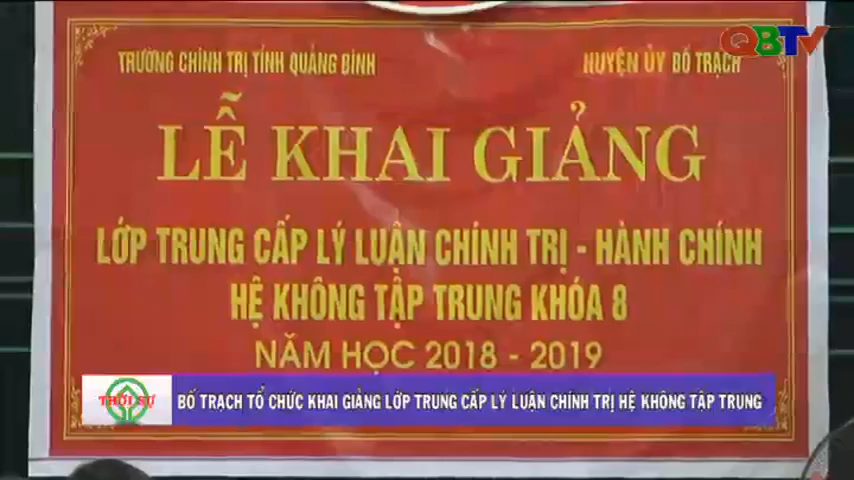 QBTV
TRƯỜNG CHÍNH TRỊ TỈNH QUẢNG BÌNH
HUYỆN ỦY BỐ TRẠCH
LỄ KHAI GIẢNG
LỚP TRUNG CẤP LÝ LUẬN CHÍNH TRỊ - HÀNH CHÍNH
HỆ KHÔNG TẬP TRUNG KHÓA 8
NĂM HỌC 2018 - 2019
THỜI SỰ
BỐ TRẠCH TỔ CHỨC KHAI GIẢNG LỚP TRUNG CẤP LÝ LUẬN CHÍNH TRỊ HỆ KHÔNG TẬP TRUNG